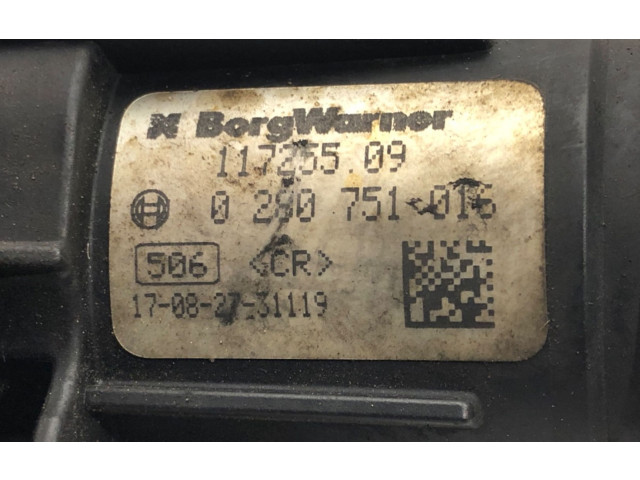 BorgWarner
117255 09
0 280 751 016
506 <CR>
17-08-27-31119